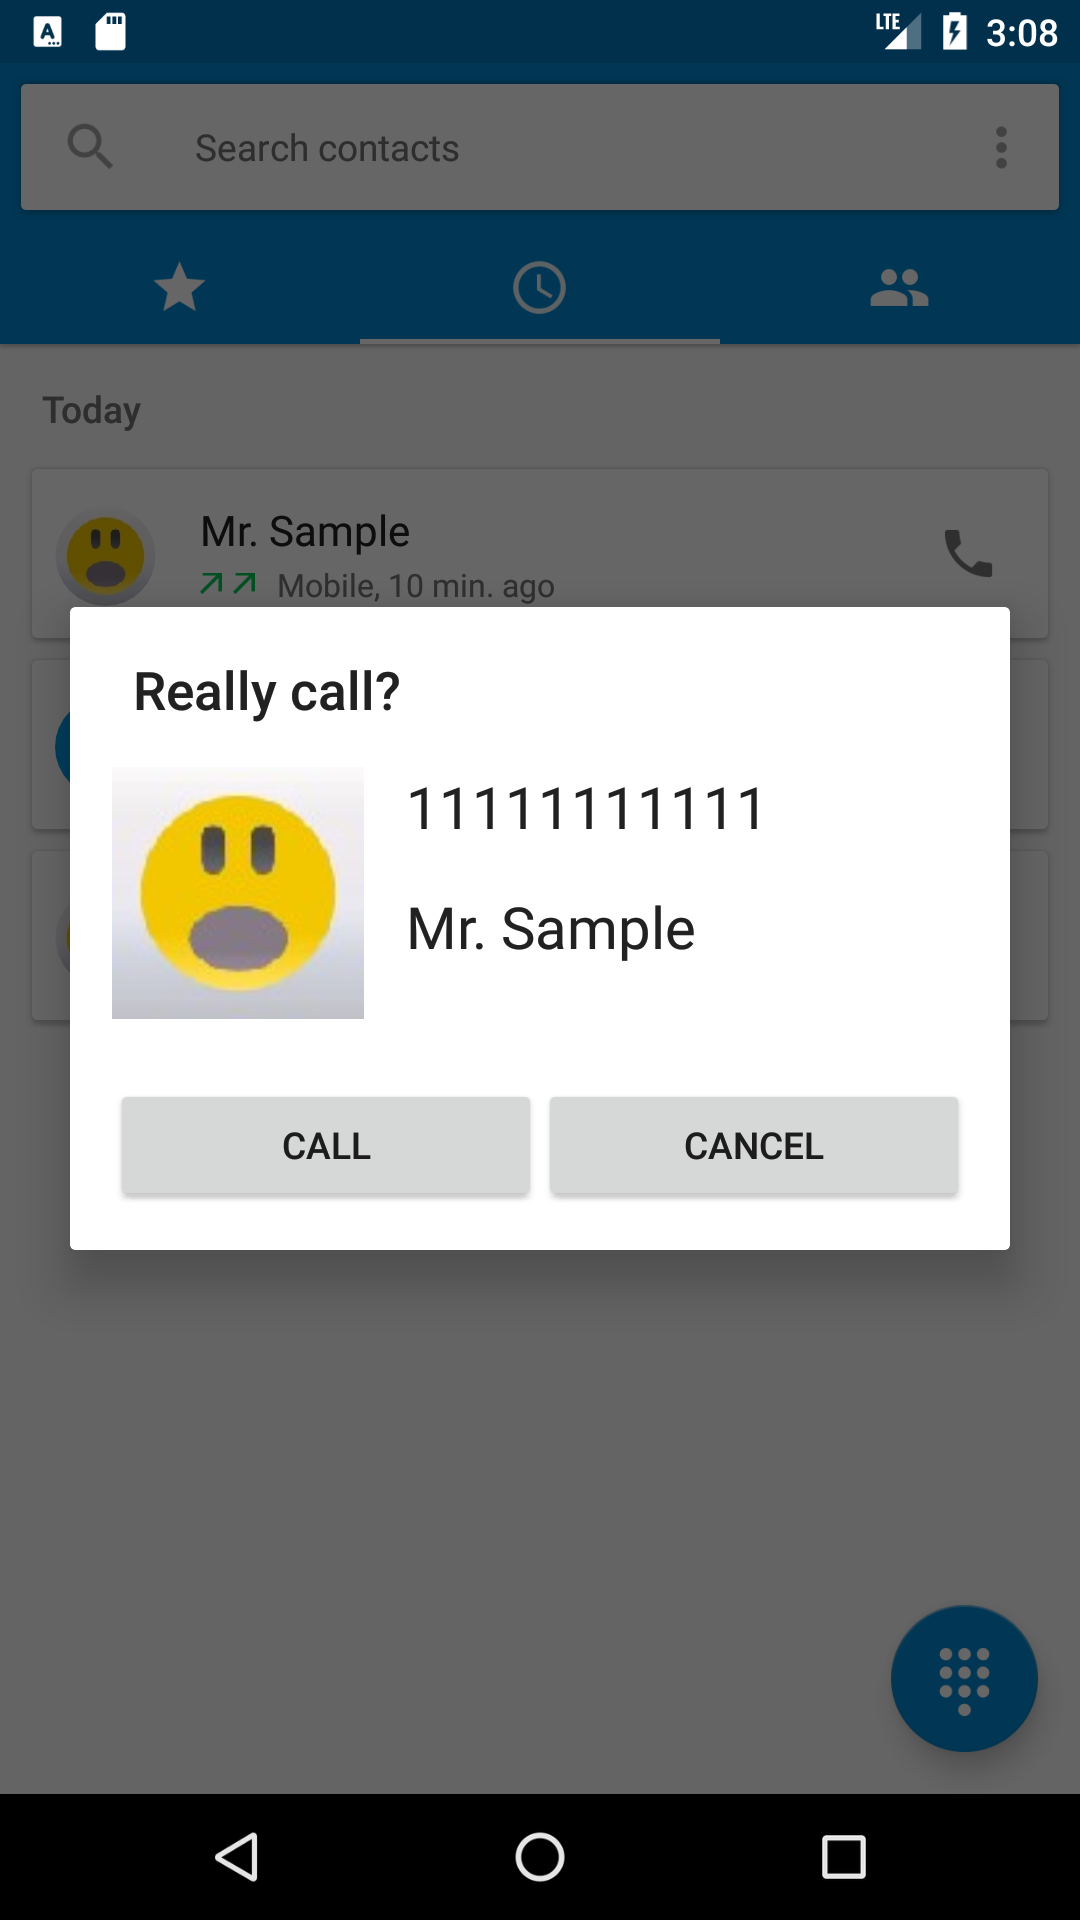 LTE 3:08
Search contacts
Today
Mr. Sample
Mobile, 10 min. ago
Really call?
11111111111
Mr. Sample
CALL CANCEL